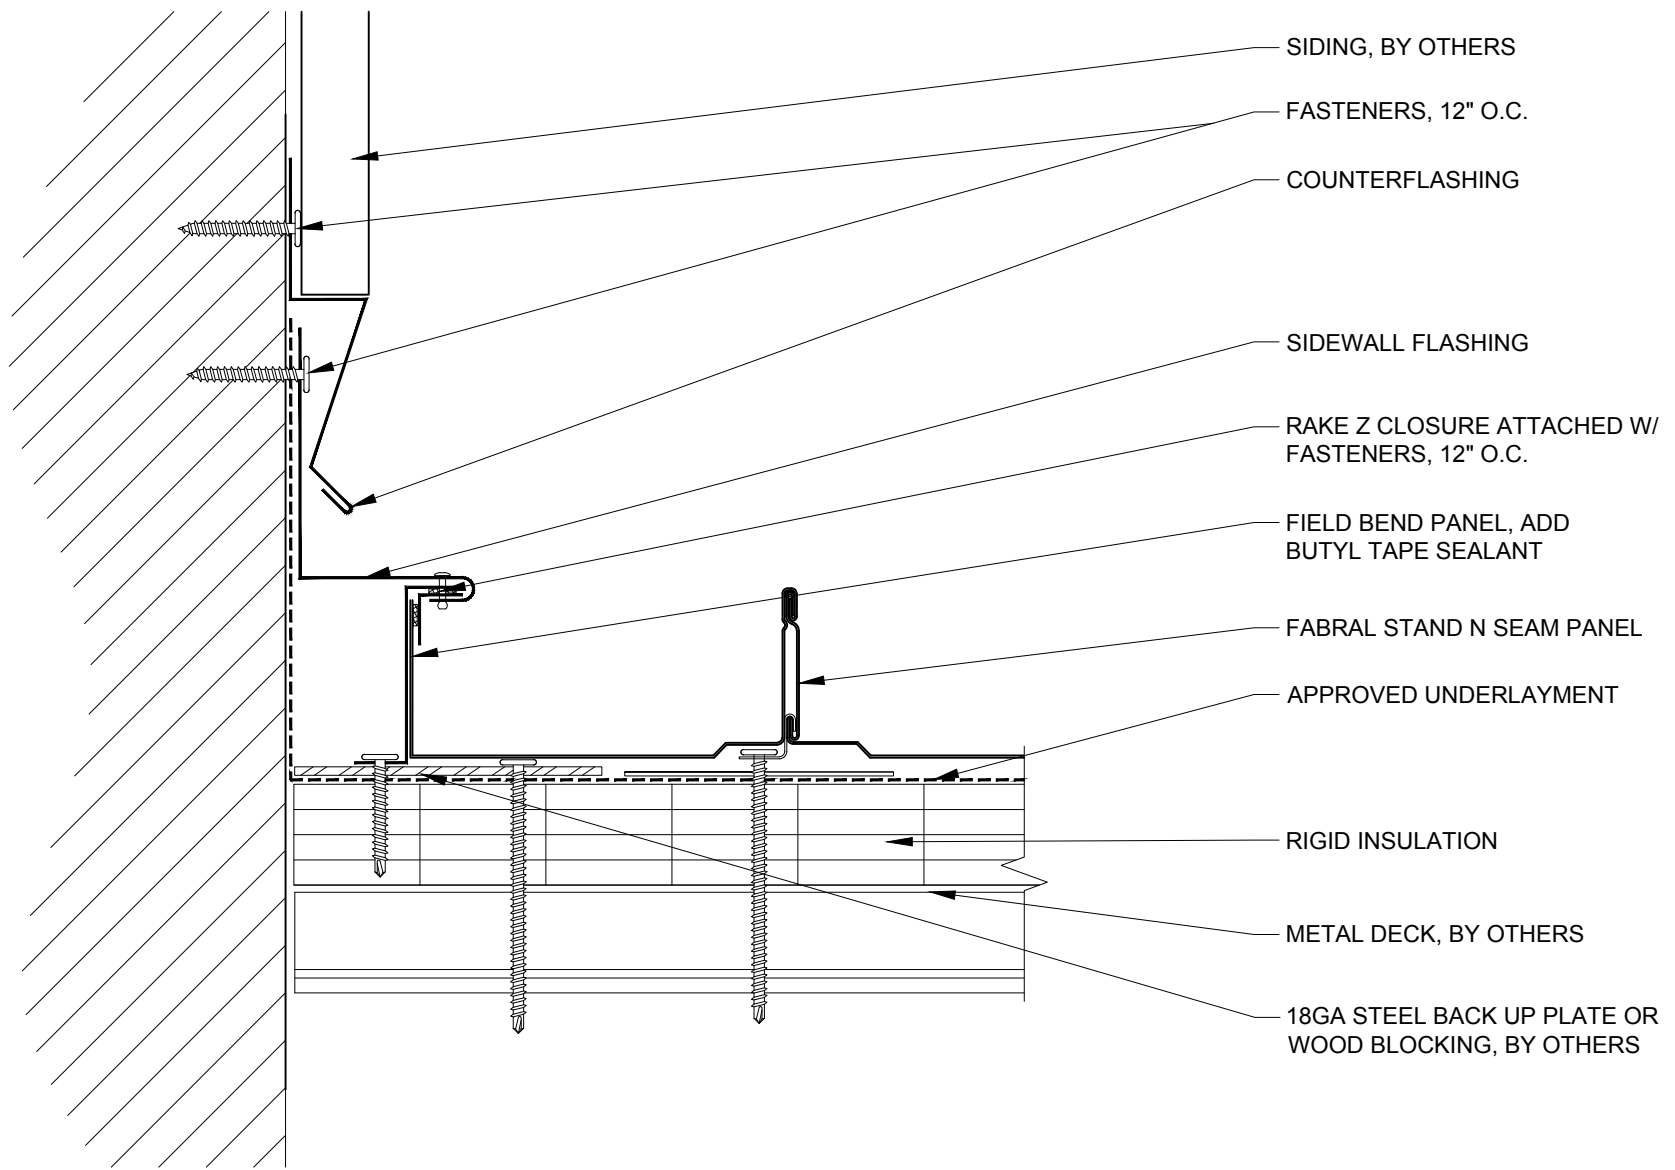 SIDING, BY OTHERS
FASTENERS, 12" O.C.
COUNTERFLASHING
SIDEWALL FLASHING
RAKE Z CLOSURE ATTACHED W/
FASTENERS, 12" O.C.
FIELD BEND PANEL, ADD
BUTYL TAPE SEALANT
FABRAL STAND N SEAM PANEL
APPROVED UNDERLAYMENT
RIGID INSULATION
METAL DECK, BY OTHERS
18GA STEEL BACK UP PLATE OR
WOOD BLOCKING, BY OTHERS